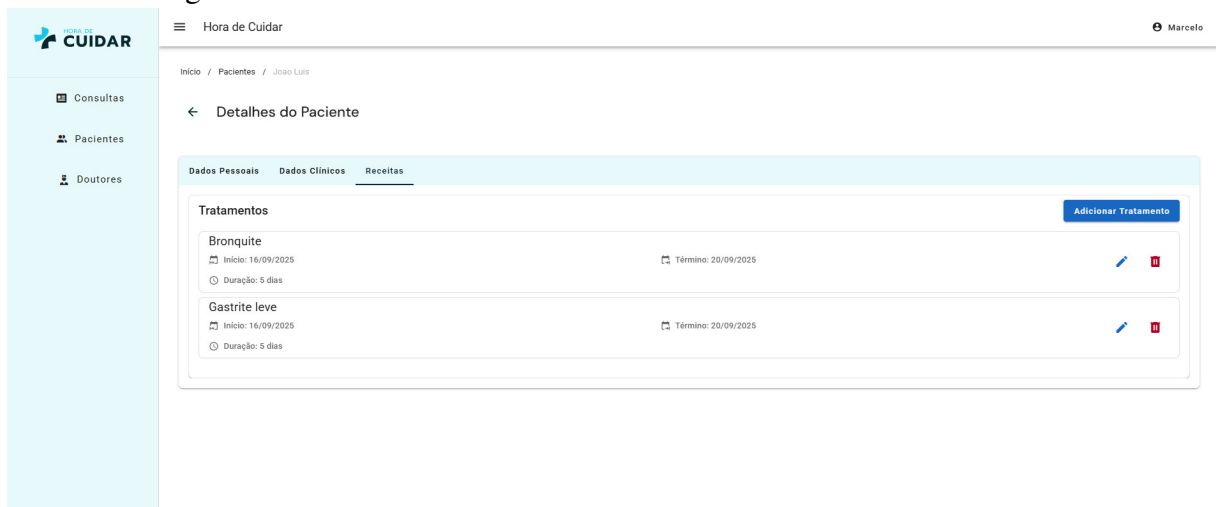 HORA DE
CUIDAR
Hora de Cuidar
Marcelo
Início / Pacientes / Joao Luis
Consultas
Pacientes
Doutores
Detalhes do Paciente
Dados Pessoais Dados Clínicos Receitas
Tratamentos
Adicionar Tratamento
Bronquite
Início: 16/09/2025
Término: 20/09/2025
Duração: 5 dias
Gastrite leve
Início: 16/09/2025
Término: 20/09/2025
Duração: 5 dias